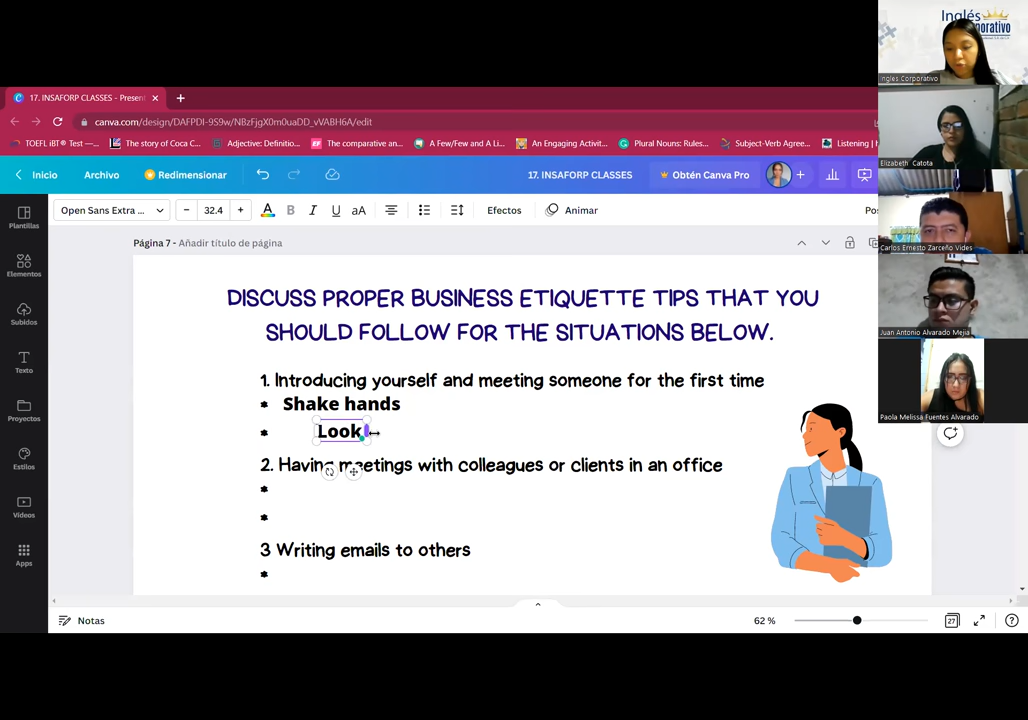 Inglés
orporativo
Ingles Corporativo
17. INSAFORP CLASSES - Present
canva.com/design/DAFPDI-9S9w/NBzFjgX0m0uaDD_vVABH6A/edit
TOEFL iBT® Test —...
The story of Coca C...
Adjective: Definitio...
The comparative an...
A Few/Few and A Li...
An Engaging Activit...
Plural Nouns: Rules...
Subject-Verb Agree...
Listening |
Elizabeth Catota
Inicio
Archivo
Redimensionar
17. INSAFORP CLASSES
Obtén Canva Pro
Plantillas
Open Sans Extra ...
32.4
B
I
U
aA
Efectos
Animar
Página 7 - Añadir título de página
Carlos Ernesto Zarceño Vides
Elementos
Subidos
Texto
Proyectos
Estilos
Videos
Apps
DISCUSS PROPER BUSINESS ETIQUETTE TIPS THAT YOU
SHOULD FOLLOW FOR THE SITUATIONS BELOW.
Juan Antonio Alvarado Mejia
1. Introducing yourself and meeting someone for the first time
* Shake hands
* Look
Paola Melissa Fuentes Alvarado
2. Having meetings with colleagues or clients in an office
*
*
3 Writing emails to others
*
Notas
62 %
27